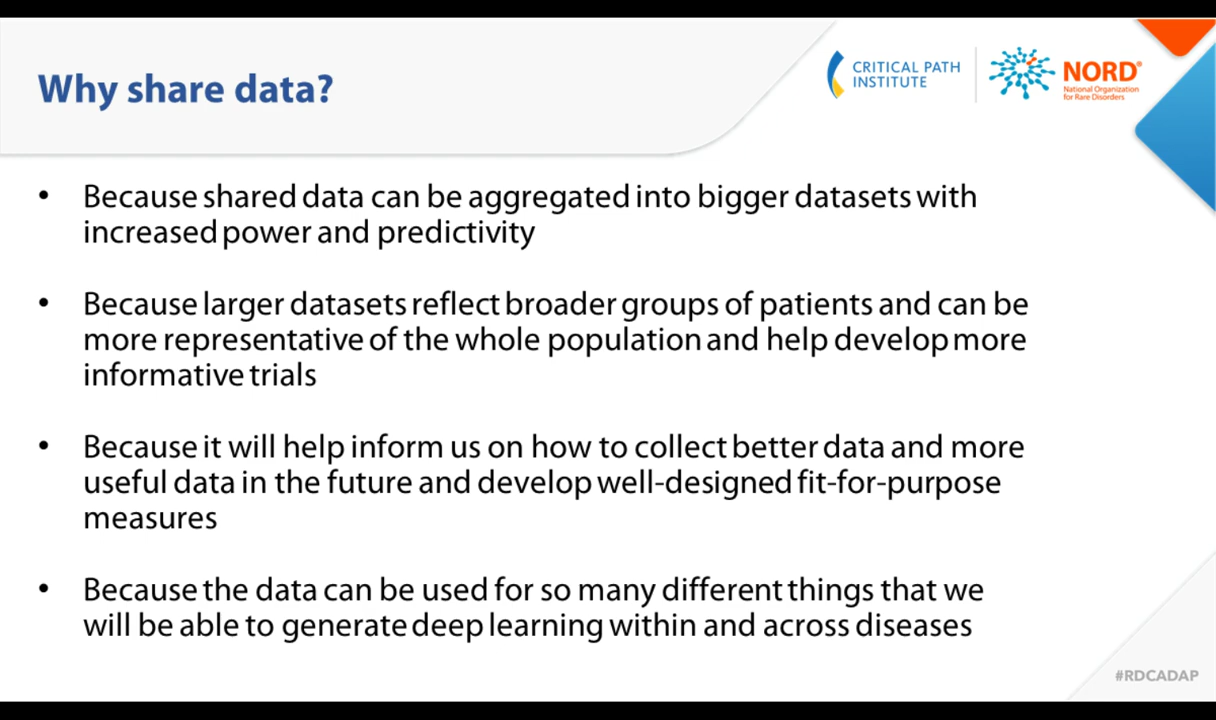 Why share data?
CRITICAL PATH
INSTITUTE
NORD®
National Organization
for Rare Disorders
• Because shared data can be aggregated into bigger datasets with
increased power and predictivity
• Because larger datasets reflect broader groups of patients and can be
more representative of the whole population and help develop more
informative trials
• Because it will help inform us on how to collect better data and more
useful data in the future and develop well-designed fit-for-purpose
measures
• Because the data can be used for so many different things that we
will be able to generate deep learning within and across diseases
#RDCADAP